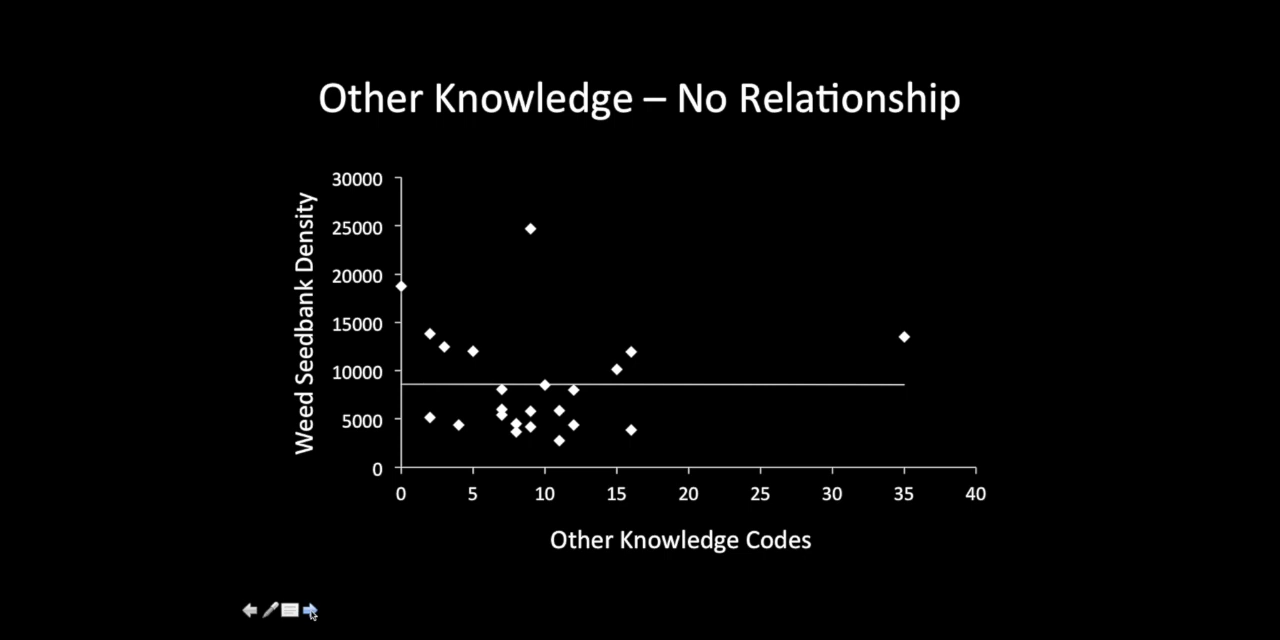 Other Knowledge – No Relationship
Weed Seedbank Density
30000
25000
20000
15000
10000
5000
0
0 5 10 15 20 25 30 35 40
Other Knowledge Codes